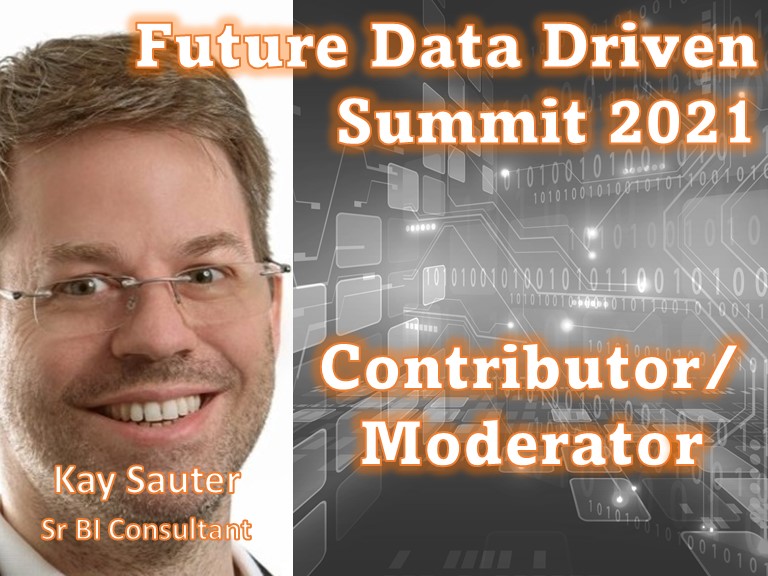 Future Data Driven
Summit 2021
Contributor/
Moderator
Kay Sauter
Sr BI Consultant